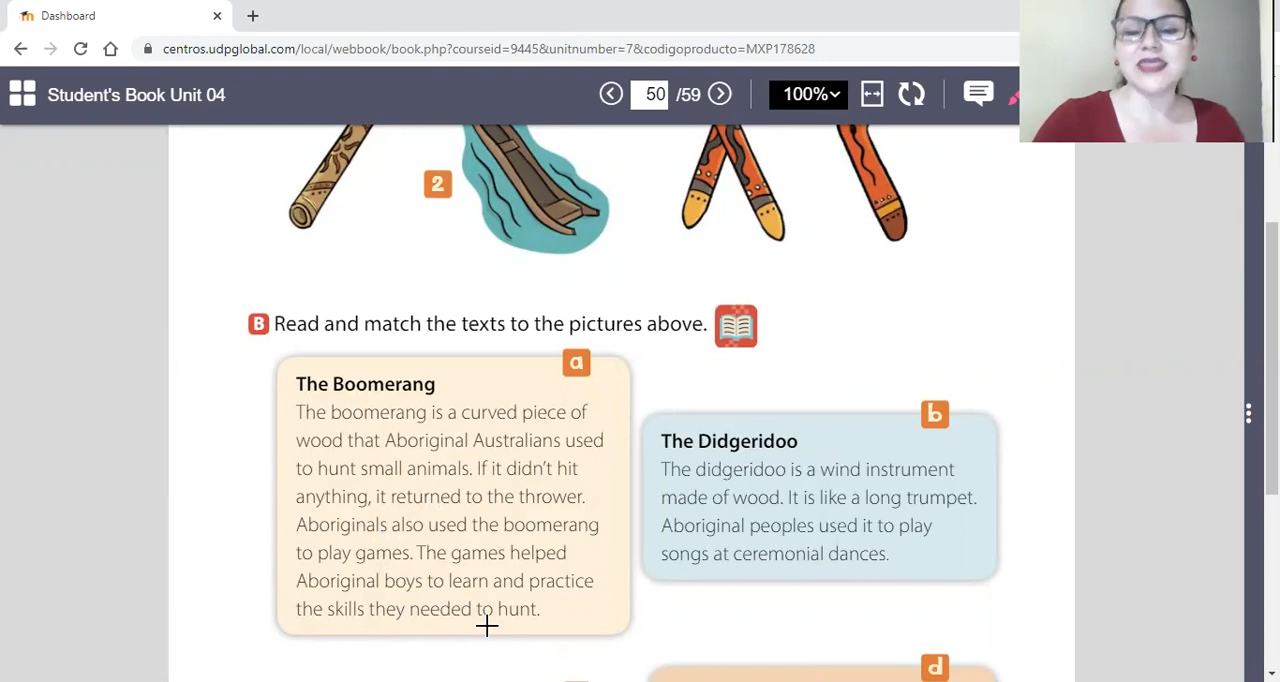 Dashboard
centros.udpglobal.com/local/webbook/book.php?courseid=9445&unitnumber=7&codigoproducto=MXP178628
Student's Book Unit 04
50 /59
100%
2
B Read and match the texts to the pictures above.
a
The Boomerang
The boomerang is a curved piece of
wood that Aboriginal Australians used
to hunt small animals. If it didn't hit
anything, it returned to the thrower.
Aboriginals also used the boomerang
to play games. The games helped
Aboriginal boys to learn and practice
the skills they needed to hunt.
b
The Didgeridoo
The didgeridoo is a wind instrument
made of wood. It is like a long trumpet.
Aboriginal peoples used it to play
songs at ceremonial dances.
d